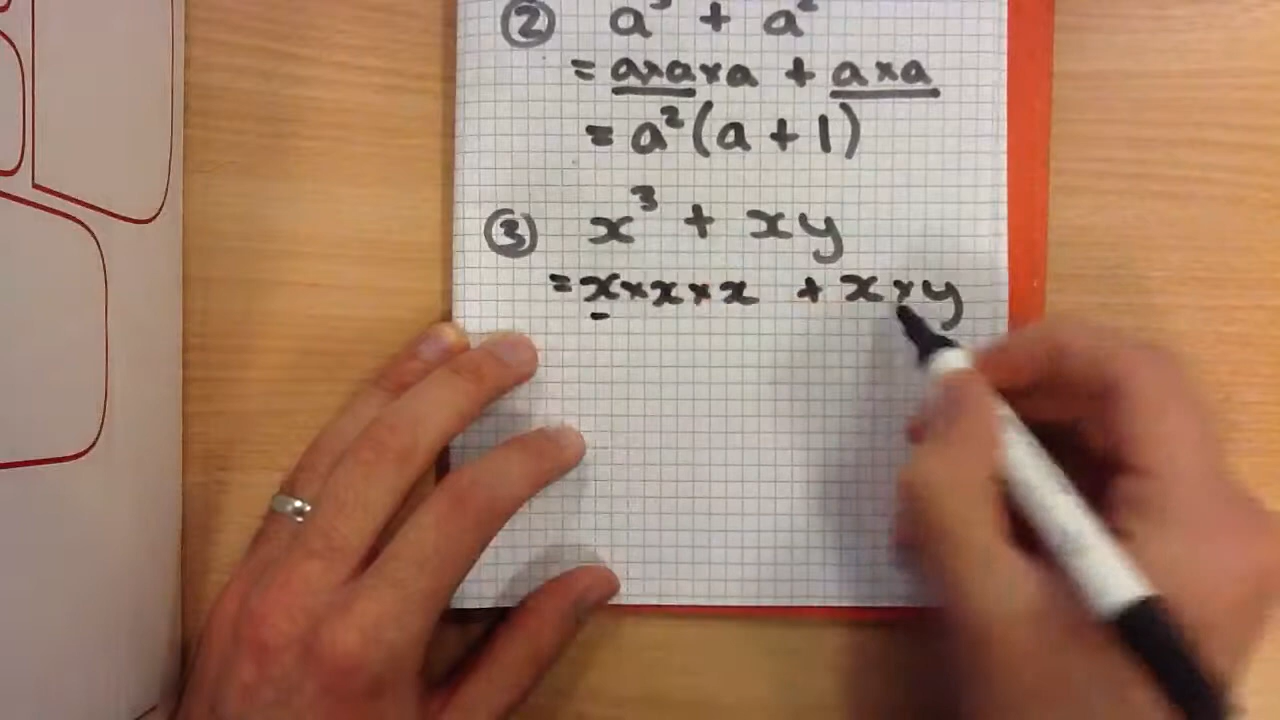 ② a³ + a²
= a×a×a + a×a
= a²(a + 1)
③ x³ + xy
= x×x×x + x×y